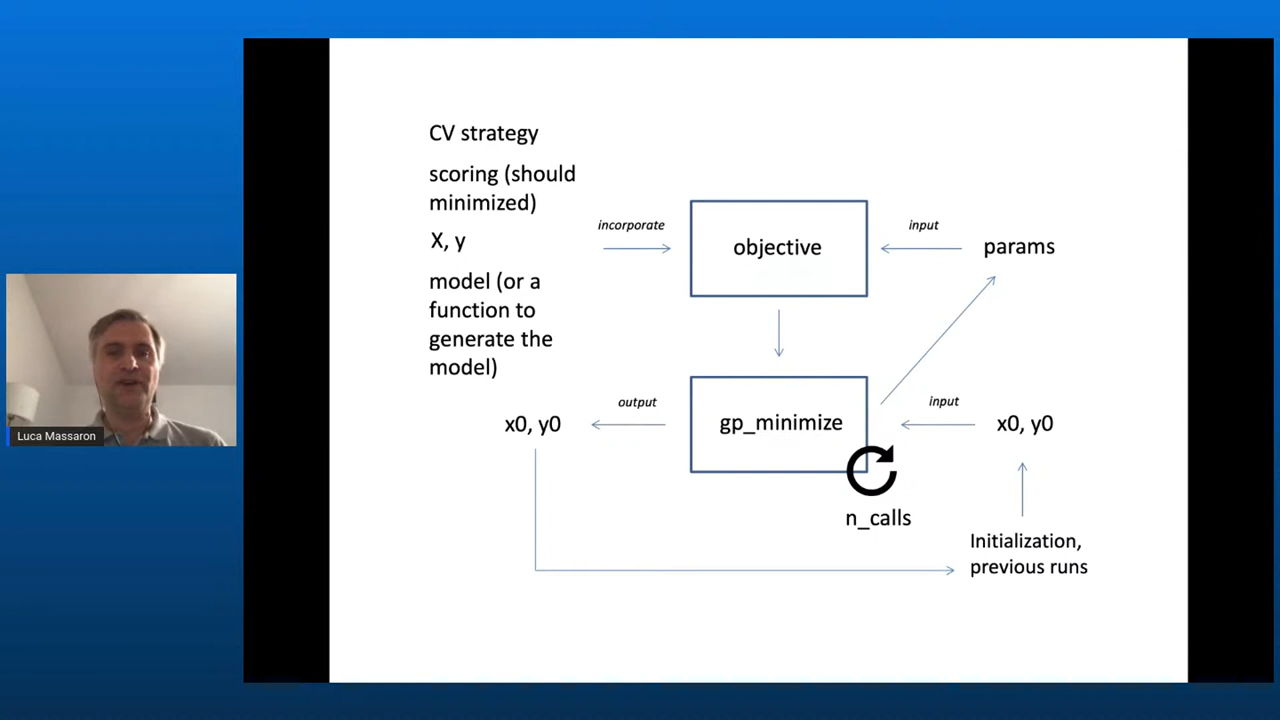 CV strategy
scoring (should
minimized)
X, y
model (or a
function to
generate the
model)
incorporate
objective
input
params
x0, y0
output
gp_minimize
input
x0, y0
n_calls
Initialization,
previous runs
Luca Massaron